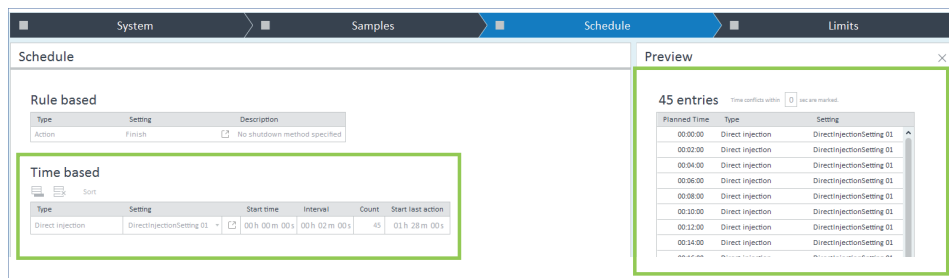 System Samples Schedule Limits
Schedule
Rule based
Type Setting Description
Action Finish No shutdown method specified
Time based
Sort
Type Setting Start time Interval Count Start last action
Direct injection DirectInjectionSetting 01 00 h 00 m 00 s 00 h 02 m 00 s 45 01 h 28 m 00 s
Preview
45 entries Time conflicts within 0 sec are marked.
Planned Time Type Setting
00:00:00 Direct injection DirectInjectionSetting 01
00:02:00 Direct injection DirectInjectionSetting 01
00:04:00 Direct injection DirectInjectionSetting 01
00:06:00 Direct injection DirectInjectionSetting 01
00:08:00 Direct injection DirectInjectionSetting 01
00:10:00 Direct injection DirectInjectionSetting 01
00:12:00 Direct injection DirectInjectionSetting 01
00:14:00 Direct injection DirectInjectionSetting 01